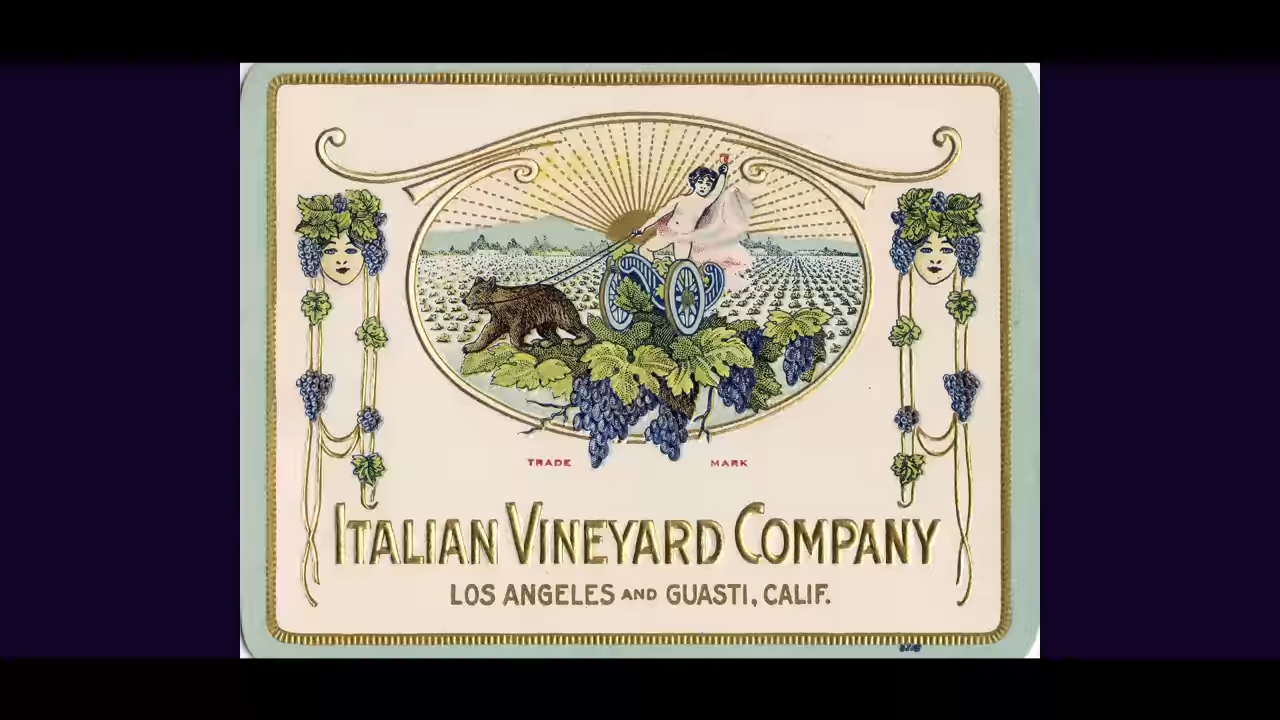 TRADE MARK
ITALIAN VINEYARD COMPANY
LOS ANGELES AND GUASTI, CALIF.